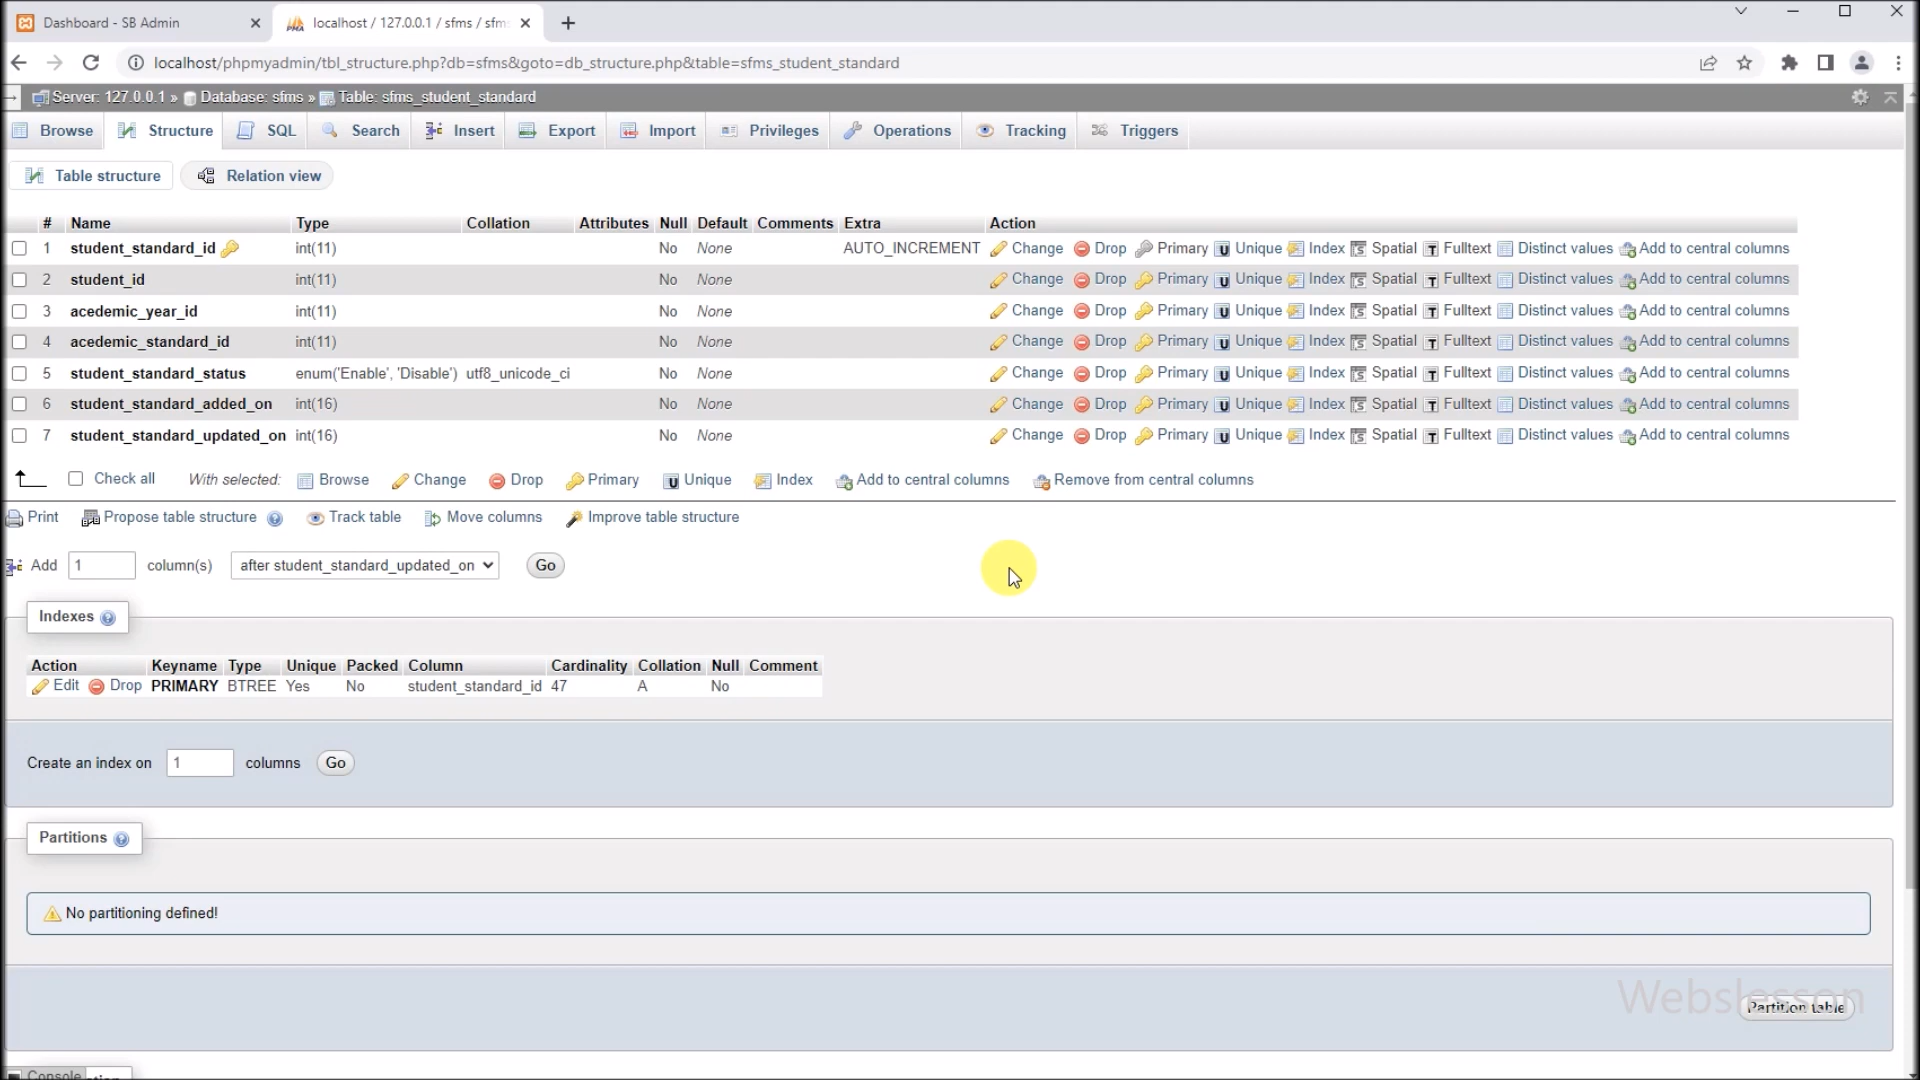 Dashboard - SB Admin
localhost / 127.0.0.1 / sfms / sfms
localhost/phpmyadmin/tbl_structure.php?db=sfms&goto=db_structure.php&table=sfms_student_standard
Server: 127.0.0.1 » Database: sfms » Table: sfms_student_standard
Browse Structure SQL Search Insert Export Import Privileges Operations Tracking Triggers
Table structure Relation view
# Name Type Collation Attributes Null Default Comments Extra Action
1 student_standard_id int(11) No None AUTO_INCREMENT Change Drop Primary Unique Index Spatial Fulltext Distinct values Add to central columns
2 student_id int(11) No None Change Drop Primary Unique Index Spatial Fulltext Distinct values Add to central columns
3 acedemic_year_id int(11) No None Change Drop Primary Unique Index Spatial Fulltext Distinct values Add to central columns
4 acedemic_standard_id int(11) No None Change Drop Primary Unique Index Spatial Fulltext Distinct values Add to central columns
5 student_standard_status enum('Enable', 'Disable') utf8_unicode_ci No None Change Drop Primary Unique Index Spatial Fulltext Distinct values Add to central columns
6 student_standard_added_on int(16) No None Change Drop Primary Unique Index Spatial Fulltext Distinct values Add to central columns
7 student_standard_updated_on int(16) No None Change Drop Primary Unique Index Spatial Fulltext Distinct values Add to central columns
Check all With selected: Browse Change Drop Primary Unique Index Add to central columns Remove from central columns
Print Propose table structure Track table Move columns Improve table structure
Add 1 column(s) after student_standard_updated_on Go
Indexes
Action Keyname Type Unique Packed Column Cardinality Collation Null Comment
Edit Drop PRIMARY BTREE Yes No student_standard_id 47 A No
Create an index on 1 columns Go
Partitions
No partitioning defined!
Webslesson
Partition table
Console